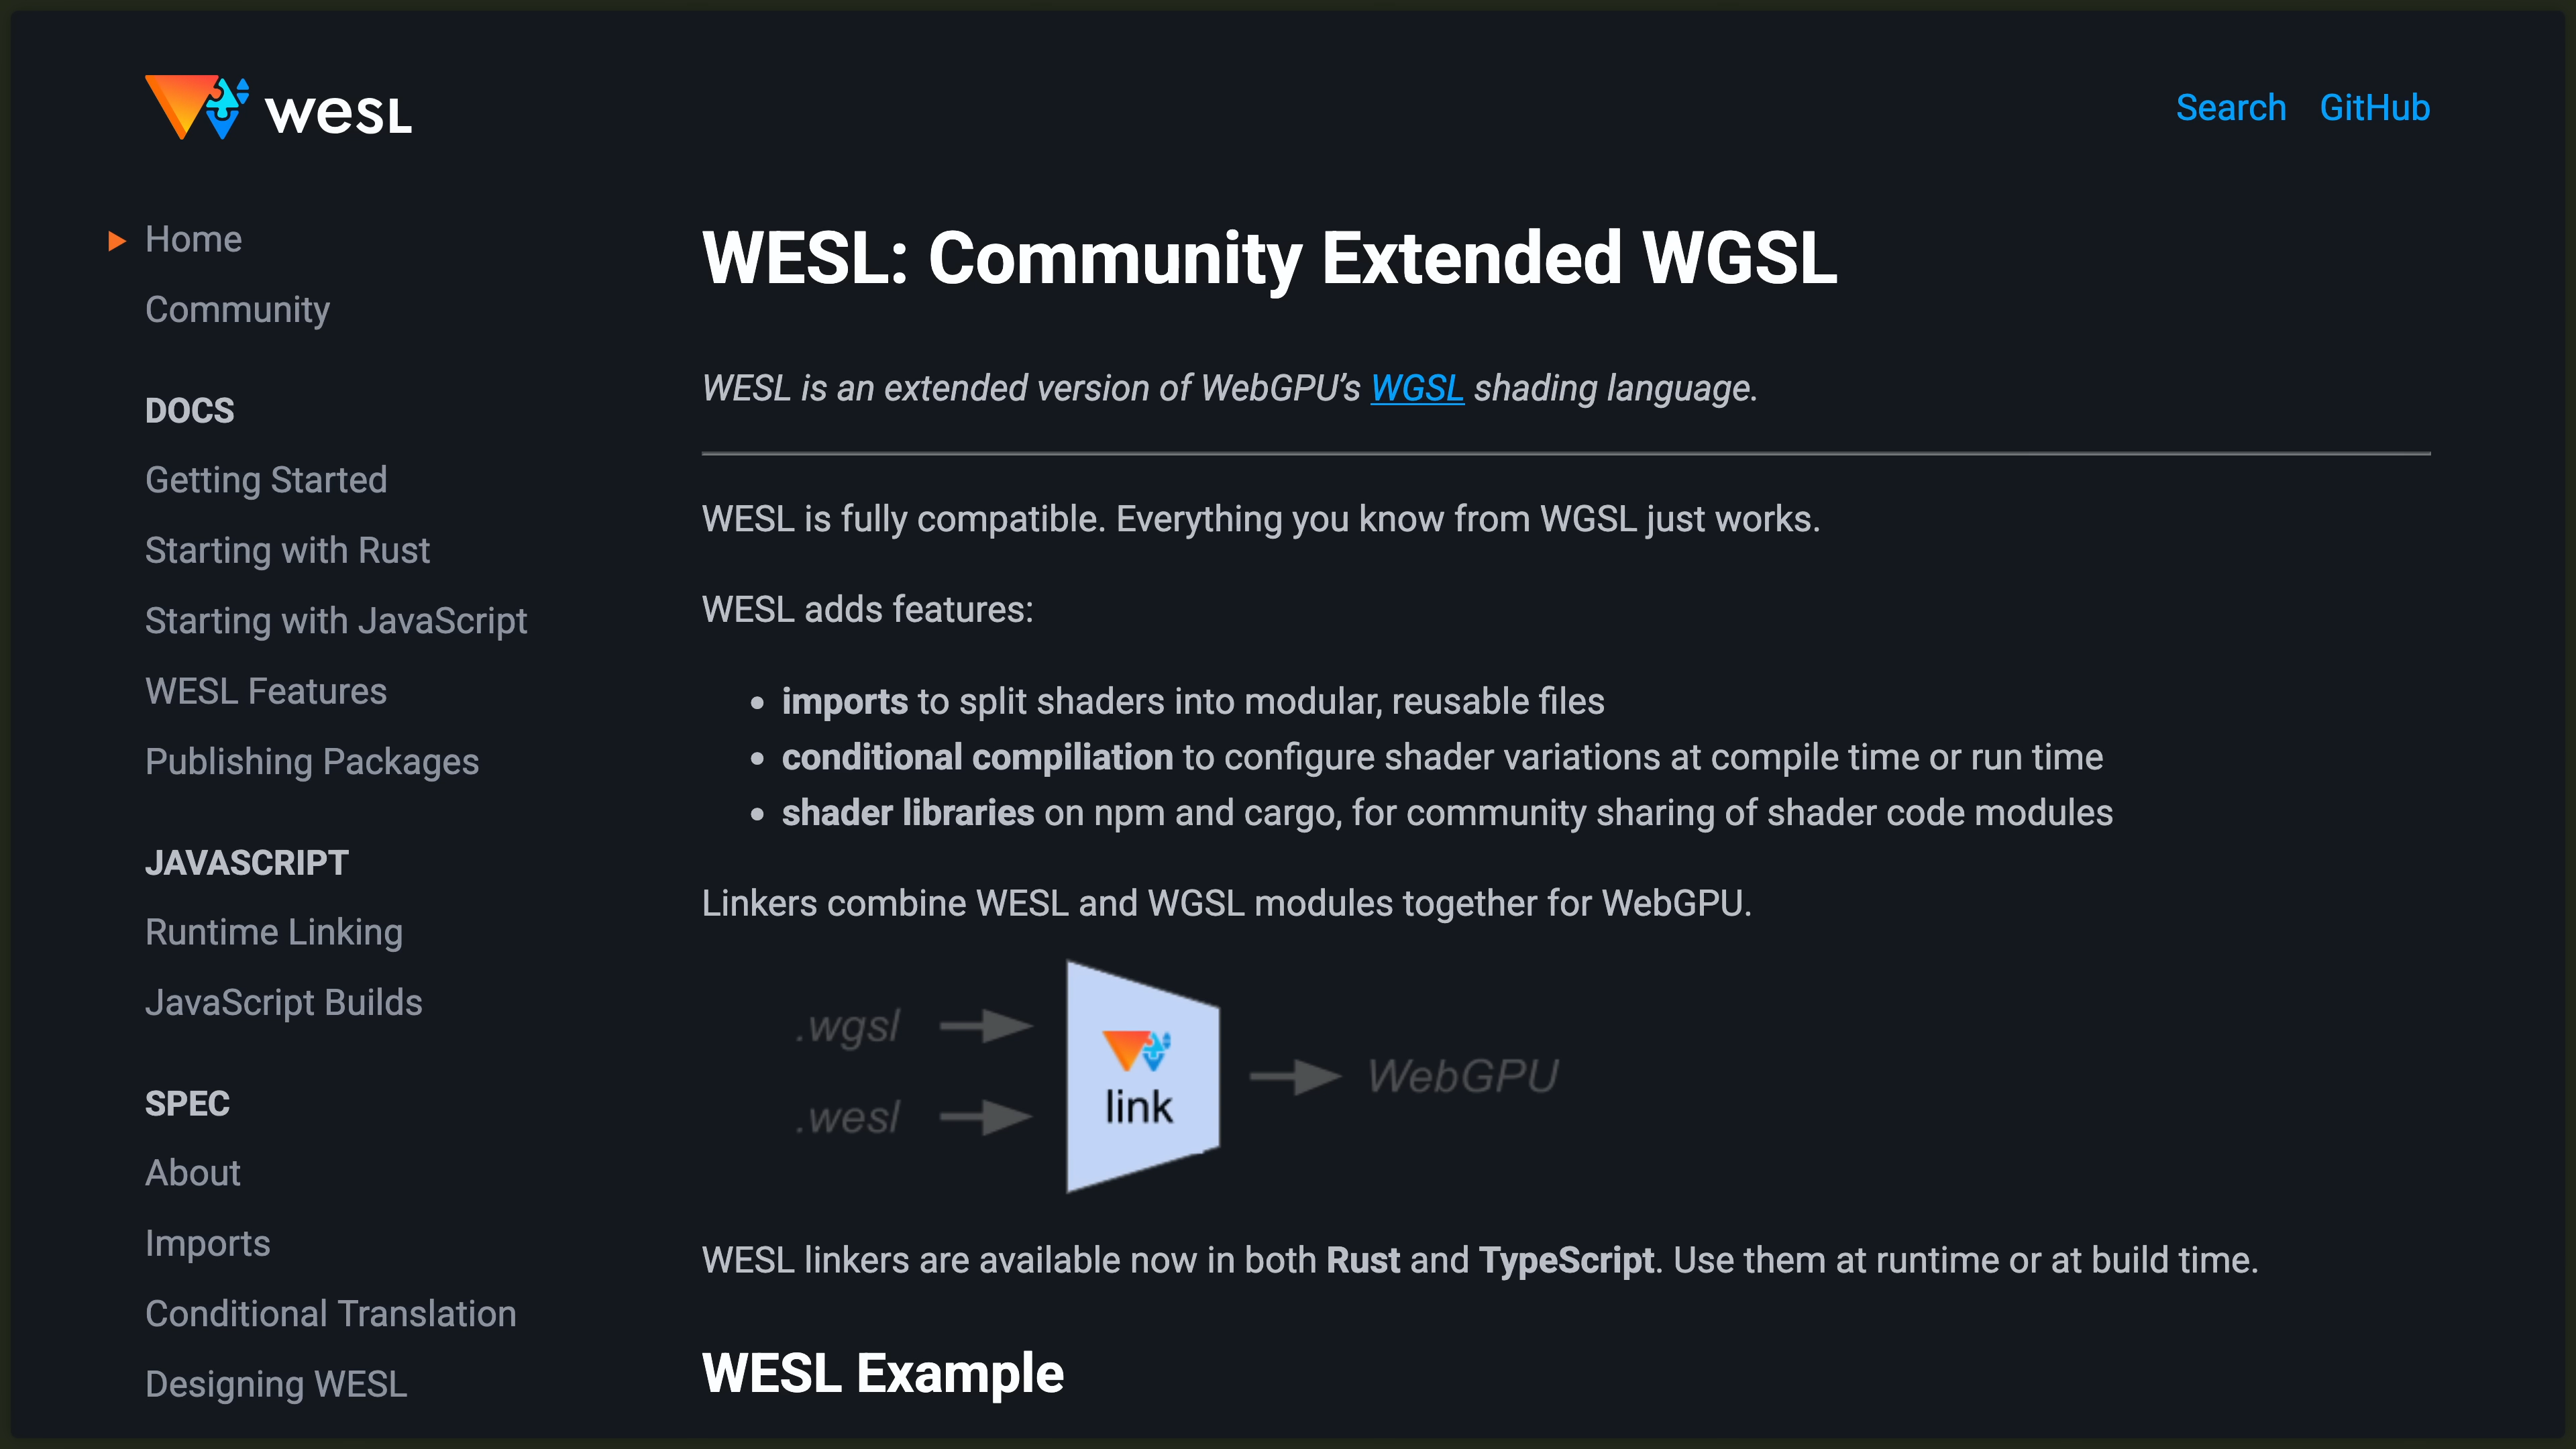 wesL
Search GitHub
Home
Community
DOCS
Getting Started
Starting with Rust
Starting with JavaScript
WESL Features
Publishing Packages
JAVASCRIPT
Runtime Linking
JavaScript Builds
SPEC
About
Imports
Conditional Translation
Designing WESL
WESL: Community Extended WGSL
WESL is an extended version of WebGPU’s WGSL shading language.
WESL is fully compatible. Everything you know from WGSL just works.
WESL adds features:
• imports to split shaders into modular, reusable files
• conditional compiliation to configure shader variations at compile time or run time
• shader libraries on npm and cargo, for community sharing of shader code modules
Linkers combine WESL and WGSL modules together for WebGPU.
.wgsl
.wesl
link
WebGPU
WESL linkers are available now in both Rust and TypeScript. Use them at runtime or at build time.
WESL Example